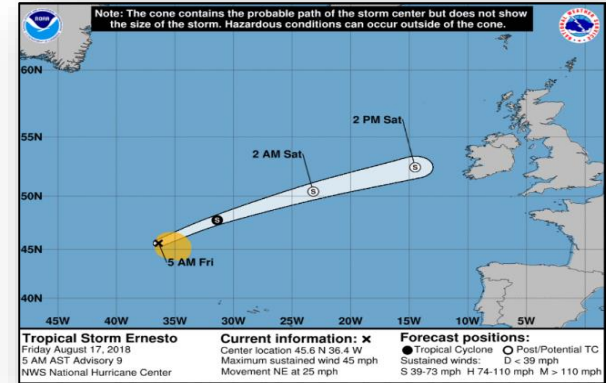 Note: The cone contains the probable path of the storm center but does not show
the size of the storm. Hazardous conditions can occur outside of the cone.
NOAA
60N
2 PM Sat
55N
2 AM Sat
S
50N
S
S
45N
5 AM Fri
40N
45W 40W 35W 30W 25W 20W 15W 10W 5W
Tropical Storm Ernesto
Friday August 17, 2018
5 AM AST Advisory 9
NWS National Hurricane Center
Current information: x
Center location 45.6 N 36.4 W
Maximum sustained wind 45 mph
Movement NE at 25 mph
Forecast positions:
● Tropical Cyclone ○ Post/Potential TC
Sustained winds: D < 39 mph
S 39-73 mph H 74-110 mph M > 110 mph